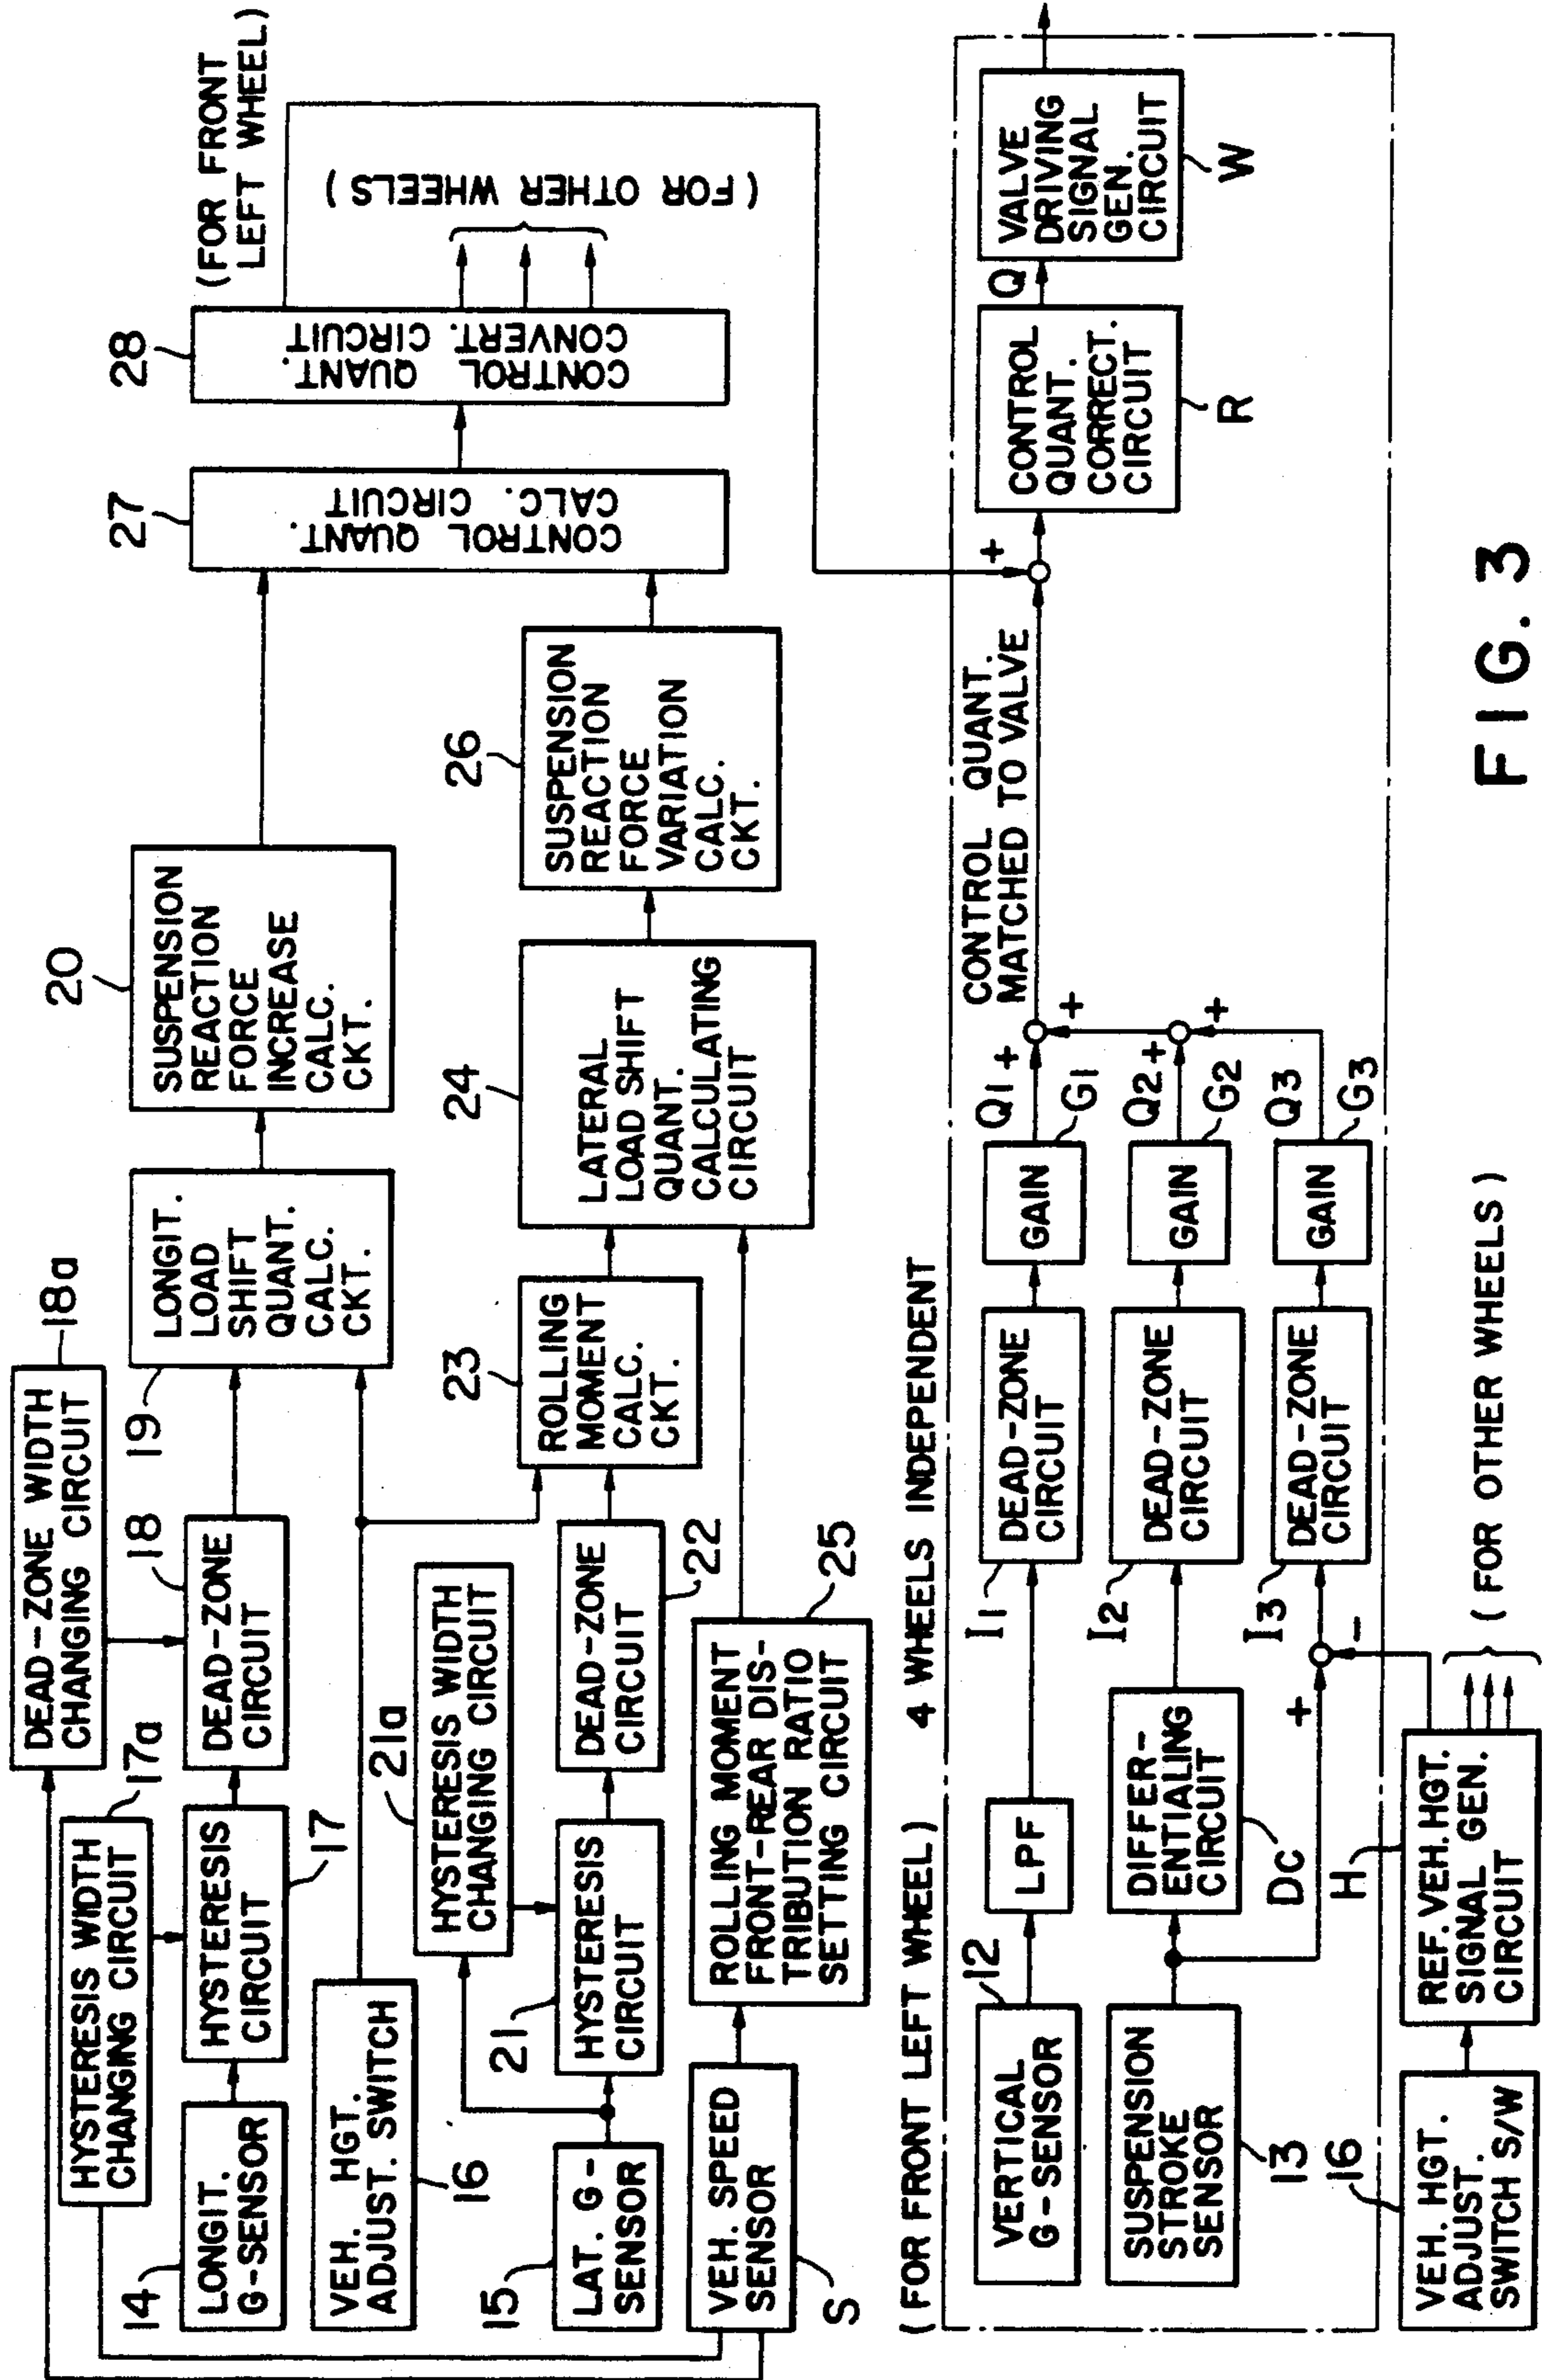 DEAD-ZONE WIDTH
CHANGING CIRCUIT
18a
HYSTERESIS WIDTH
CHANGING CIRCUIT
17a
14
LONGIT.
G-SENSOR
HYSTERESIS
CIRCUIT
17
DEAD-ZONE
CIRCUIT
18
LONGIT.
LOAD
SHIFT
QUANT.
CALC.
CKT.
19
SUSPENSION
REACTION
FORCE
INCREASE
CALC.
CKT.
20
CONTROL QUANT.
CALC. CIRCUIT
27
CONTROL QUANT.
CONVERT. CIRCUIT
28
(FOR FRONT
LEFT WHEEL)
(FOR OTHER WHEELS)
VEH. HGT.
ADJUST. SWITCH
16
21a
HYSTERESIS WIDTH
CHANGING CIRCUIT
15
LAT. G-
SENSOR
21
HYSTERESIS
CIRCUIT
DEAD-ZONE
CIRCUIT
22
23
ROLLING
MOMENT
CALC.
CKT.
24
LATERAL
LOAD SHIFT
QUANT.
CALCULATING
CIRCUIT
26
SUSPENSION
REACTION
FORCE
VARIATION
CALC.
CKT.
VEH. SPEED
SENSOR
S
ROLLING MOMENT
FRONT-REAR DIS-
TRIBUTION RATIO
SETTING CIRCUIT
25
(FOR FRONT LEFT WHEEL)
4 WHEELS INDEPENDENT
12
VERTICAL
G-SENSOR
LPF
I1
DEAD-ZONE
CIRCUIT
GAIN
G1
Q1
+
+
CONTROL QUANT.
MATCHED TO VALVE
+
CONTROL
QUANT.
CORRECT.
CIRCUIT
R
Q
VALVE
DRIVING
SIGNAL
GEN.
CIRCUIT
W
SUSPENSION
STROKE
SENSOR
13
DIFFER-
ENTIALING
CIRCUIT
DC
I2
DEAD-ZONE
CIRCUIT
GAIN
G2
Q2
+
+
+
-
I3
DEAD-ZONE
CIRCUIT
GAIN
G3
Q3
16
VEH. HGT.
ADJUST.
SWITCH S/W
H
REF. VEH. HGT.
SIGNAL GEN.
CIRCUIT
(FOR OTHER WHEELS)
FIG. 3